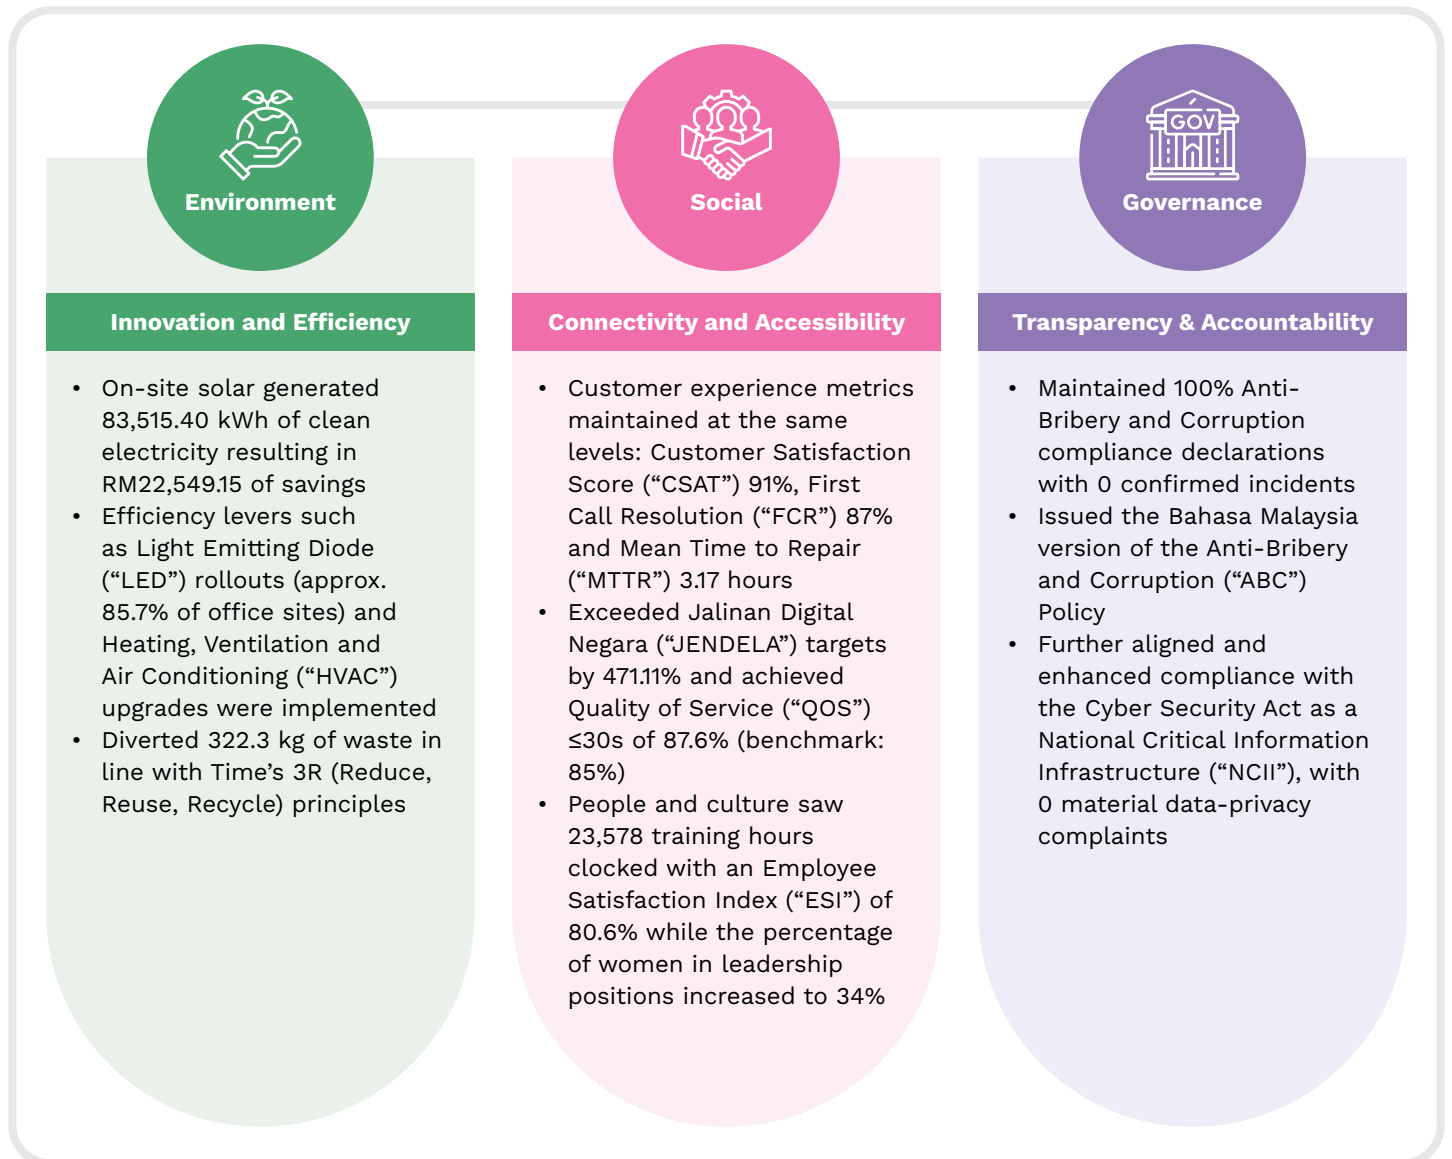 Environment
Innovation and Efficiency
• On-site solar generated
83,515.40 kWh of clean
electricity resulting in
RM22,549.15 of savings
• Efficiency levers such
as Light Emitting Diode
(“LED”) rollouts (approx.
85.7% of office sites) and
Heating, Ventilation and
Air Conditioning (“HVAC”)
upgrades were implemented
• Diverted 322.3 kg of waste in
line with Time’s 3R (Reduce,
Reuse, Recycle) principles
Social
Connectivity and Accessibility
• Customer experience metrics
maintained at the same
levels: Customer Satisfaction
Score (“CSAT”) 91%, First
Call Resolution (“FCR”) 87%
and Mean Time to Repair
(“MTTR”) 3.17 hours
• Exceeded Jalinan Digital
Negara (“JENDELA”) targets
by 471.11% and achieved
Quality of Service (“QOS”)
≤30s of 87.6% (benchmark:
85%)
• People and culture saw
23,578 training hours
clocked with an Employee
Satisfaction Index (“ESI”) of
80.6% while the percentage
of women in leadership
positions increased to 34%
GOV
Governance
Transparency & Accountability
• Maintained 100% Anti-
Bribery and Corruption
compliance declarations
with 0 confirmed incidents
• Issued the Bahasa Malaysia
version of the Anti-Bribery
and Corruption (“ABC”)
Policy
• Further aligned and
enhanced compliance with
the Cyber Security Act as a
National Critical Information
Infrastructure (“NCII”), with
0 material data-privacy
complaints